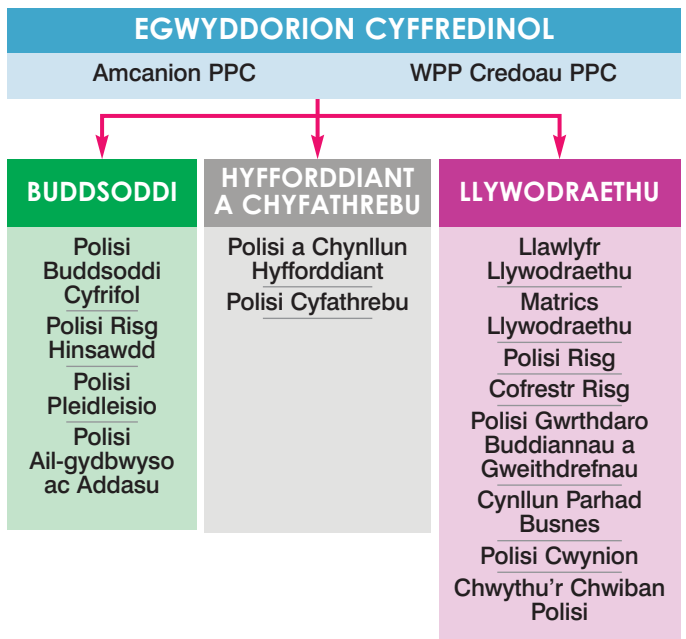 EGWYDDORION CYFFREDINOL
Amcanion PPC
WPP Credoau PPC
BUDDSODDI
Polisi
Buddsoddi
Cyfrifol
Polisi Risg
Hinsawdd
Polisi
Pleidleisio
Polisi
Ail-gydbwyso
ac Addasu
HYFFORDDIANT
A CHYFATHREBU
Polisi a Chynllun
Hyfforddiant
Polisi Cyfathrebu
LLYWODRAETHU
Llawlyfr
Llywodraethu
Matrics
Llywodraethu
Polisi Risg
Cofrestr Risg
Polisi Gwrthdaro
Buddiannau a
Gweithdrefnau
Cynllun Parhad
Busnes
Polisi Cwynion
Chwythu’r Chwiban
Polisi